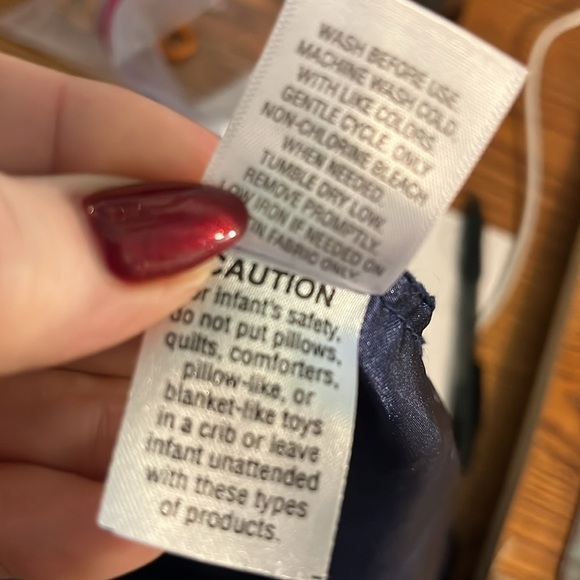 WASH BEFORE USE
MACHINE WASH COLD
WITH LIKE COLORS.
GENTLE CYCLE. ONLY
NON-CHLORINE BLEACH
WHEN NEEDED.
TUMBLE DRY LOW.
REMOVE PROMPTLY.
LOW IRON IF NEEDED ON
FABRIC ONLY.
CAUTION
infant's safety,
do not put pillows,
quilts, comforters,
pillow-like, or
blanket-like toys
in a crib or leave
infant unattended
with these types
of products.